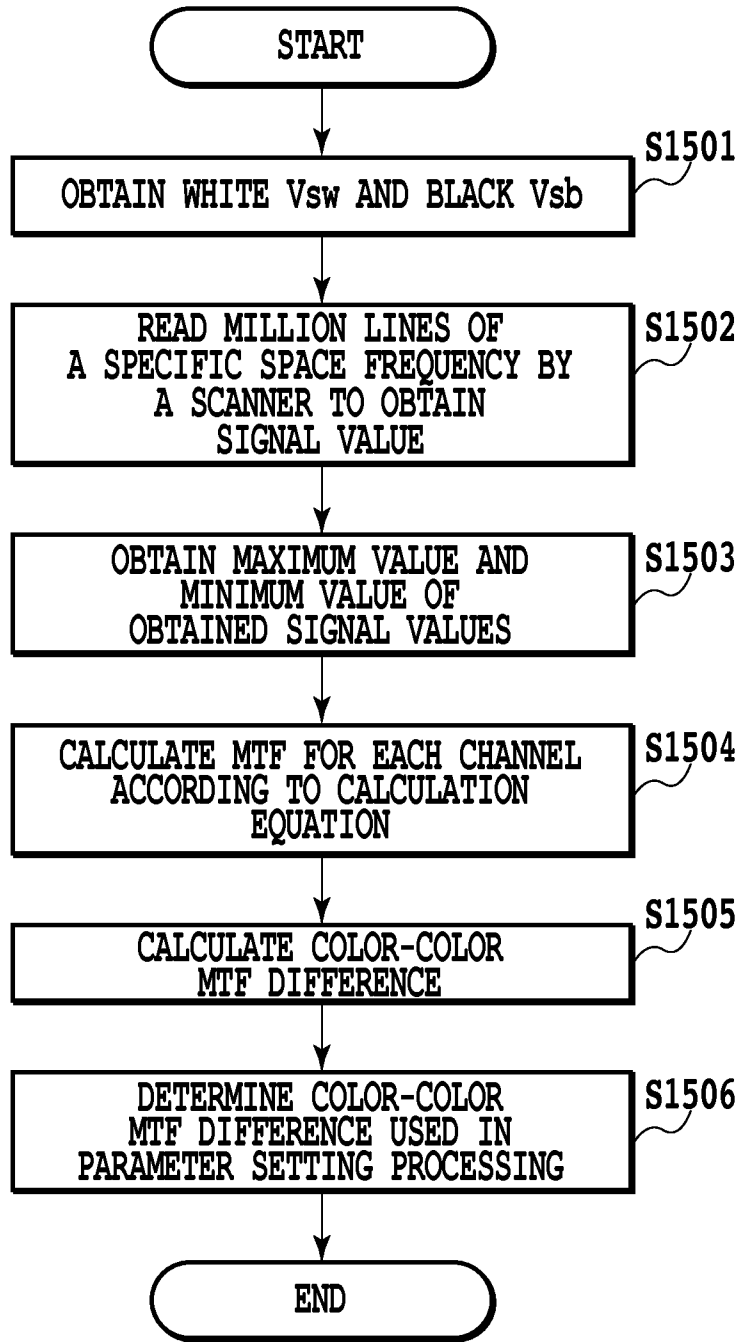 START
S1501
OBTAIN WHITE Vsw AND BLACK Vsb
S1502
READ MILLION LINES OF
A SPECIFIC SPACE FREQUENCY BY
A SCANNER TO OBTAIN
SIGNAL VALUE
S1503
OBTAIN MAXIMUM VALUE AND
MINIMUM VALUE OF
OBTAINED SIGNAL VALUES
S1504
CALCULATE MTF FOR EACH CHANNEL
ACCORDING TO CALCULATION
EQUATION
S1505
CALCULATE COLOR-COLOR
MTF DIFFERENCE
S1506
DETERMINE COLOR-COLOR
MTF DIFFERENCE USED IN
PARAMETER SETTING PROCESSING
END